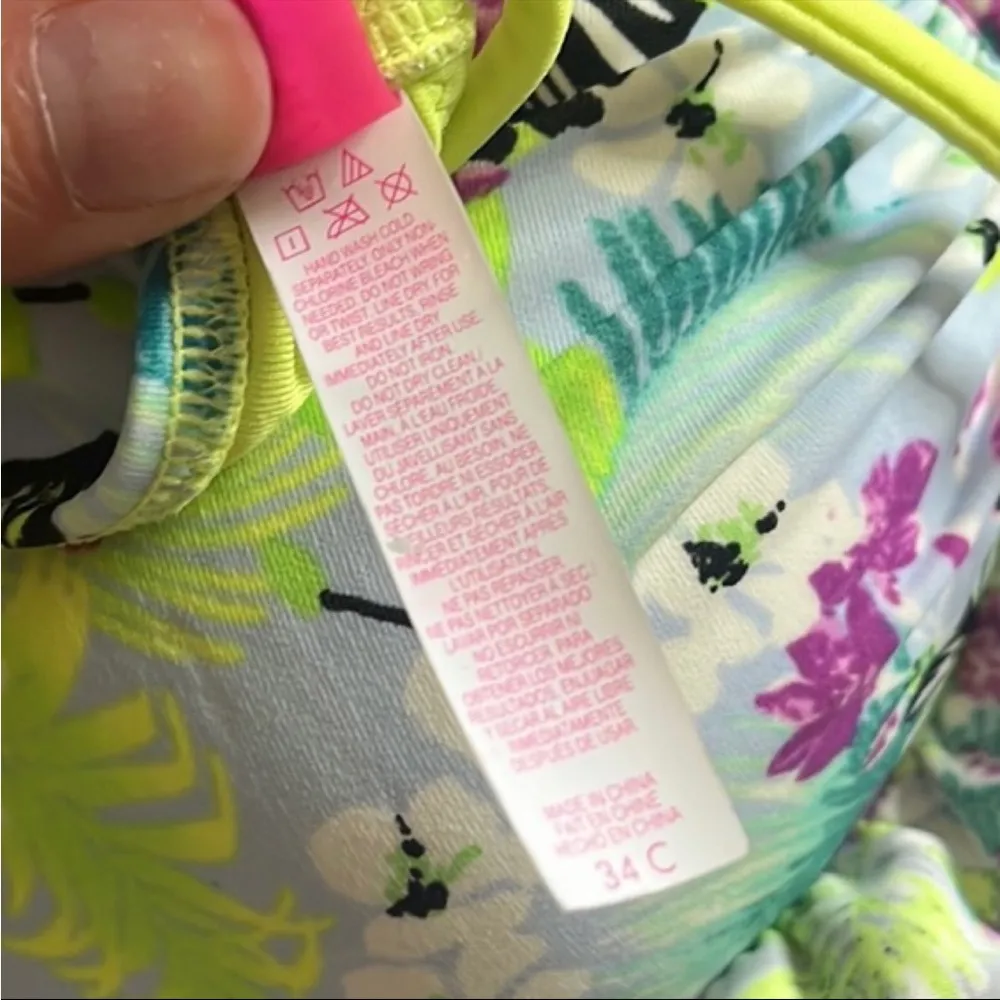 HAND WASH COLD
SEPARATELY. ONLY NON-
CHLORINE BLEACH WHEN
NEEDED. DO NOT WRING
OR TWIST. LINE DRY FOR
BEST RESULTS, RINSE
AND LINE DRY
IMMEDIATELY AFTER USE.
DO NOT IRON.
DO NOT DRY CLEAN./
LAVER SEPAREMENT À LA
MAIN, À L'EAU FROIDE.
UTILISER UNIQUEMENT
DU JAVELLISANT SANS
CHLORE, AU BESOIN. NE
PAS TORDRE NI ESSORER.
SÉCHER À L'AIR. POUR DE
MEILLEURS RÉSULTATS,
RINCER ET SÉCHER À L'AIR
IMMÉDIATEMENT APRÈS
L'UTILISATION.
NE PAS REPASSER.
NE PAS NETTOYER À SEC.
LAVAR POR SEPARADO
NO ESCURRIR NI
RETORCER. PARA
OBTENER LOS MEJORES
RESULTADOS, ENJUAGAR
Y SECAR AL AIRE LIBRE
INMEDIATAMENTE
DESPUÉS DE USAR.
MADE IN CHINA
FAIT EN CHINE
HECHO EN CHINA
34 C